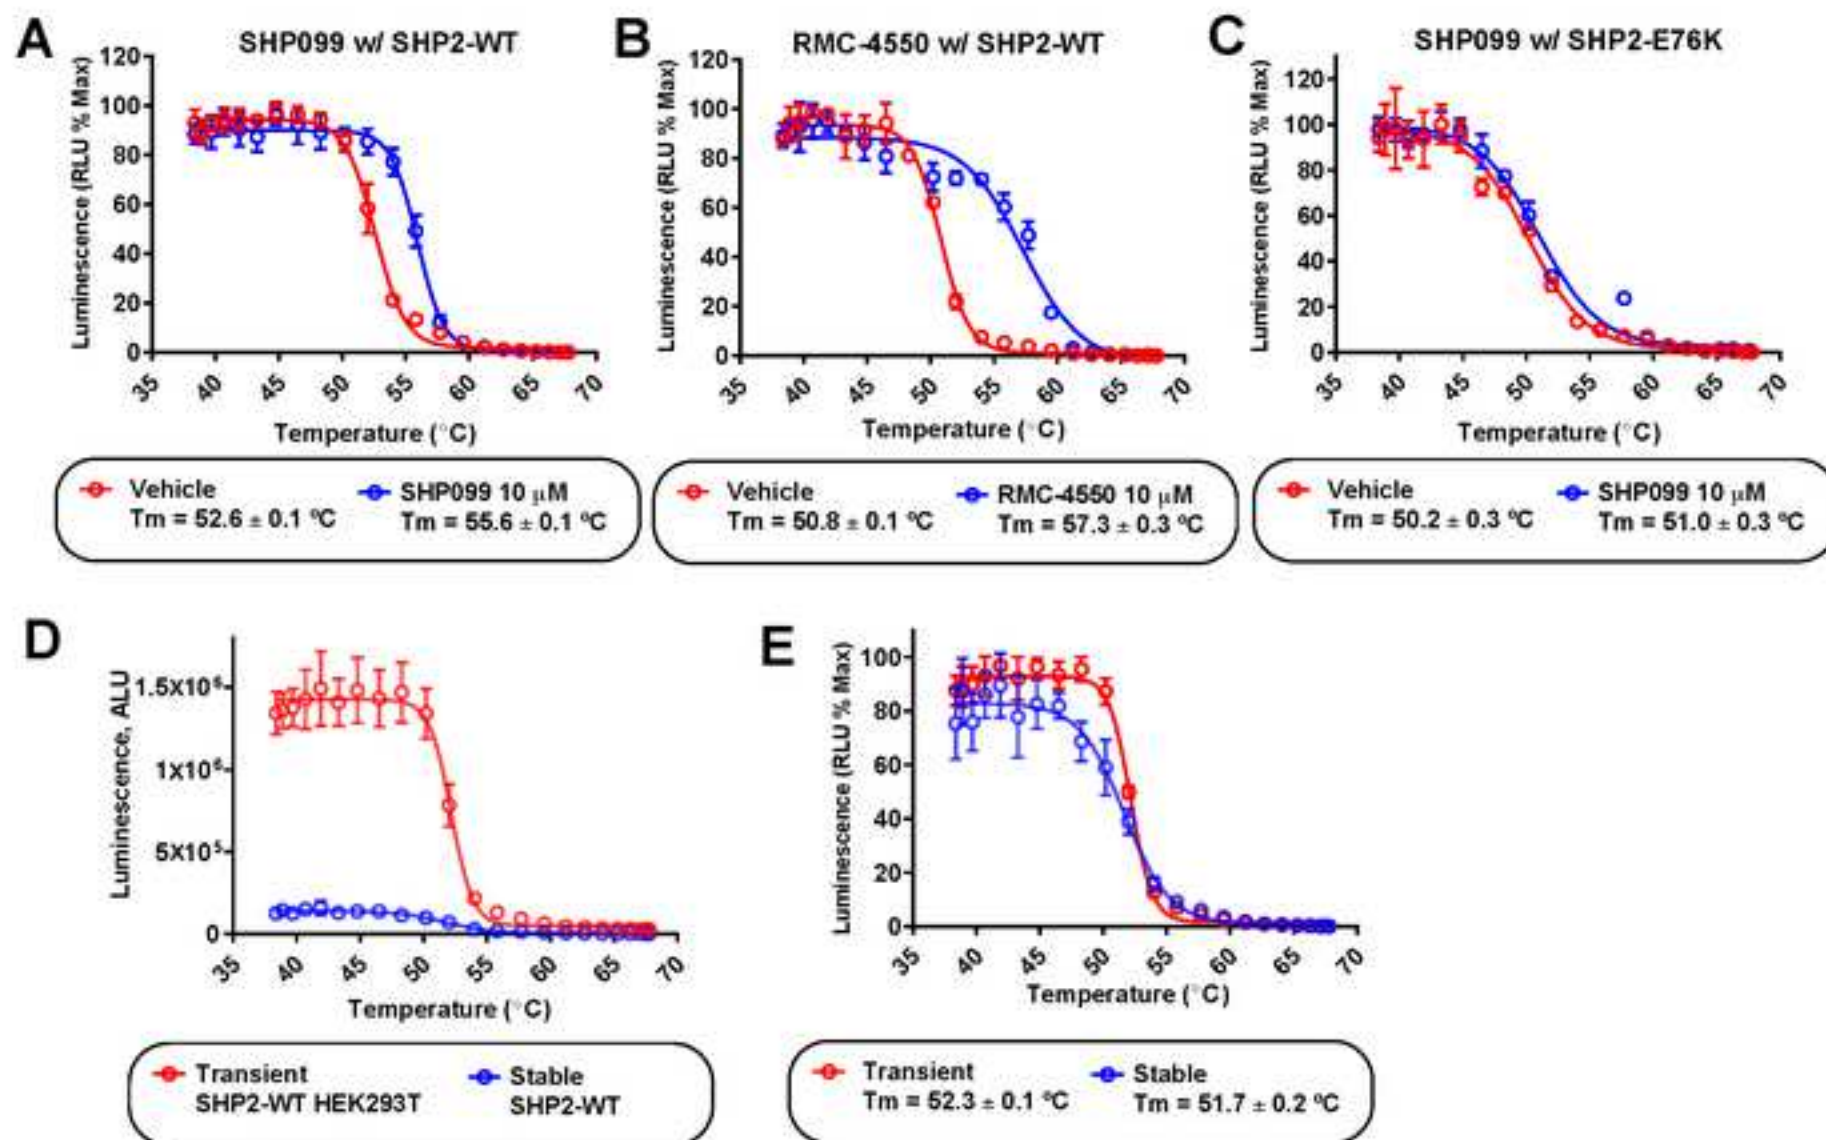 A
SHP099 w/ SHP2-WT
Luminescence (RLU % Max)
120
100
80
60
40
20
0
35
40
45
50
55
60
65
70
Temperature (°C)
Vehicle
Tm = 52.6 ± 0.1 ºC
SHP099 10 µM
Tm = 55.6 ± 0.1 ºC
B
RMC-4550 w/ SHP2-WT
Luminescence (RLU % Max)
120
100
80
60
40
20
0
35
40
45
50
55
60
65
70
Temperature (°C)
Vehicle
Tm = 50.8 ± 0.1 ºC
RMC-4550 10 µM
Tm = 57.3 ± 0.3 ºC
C
SHP099 w/ SHP2-E76K
Luminescence (RLU % Max)
120
100
80
60
40
20
0
35
40
45
50
55
60
65
70
Temperature (°C)
Vehicle
Tm = 50.2 ± 0.3 ºC
SHP099 10 µM
Tm = 51.0 ± 0.3 ºC
D
Luminescence, ALU
1.5X10⁶
1X10⁶
5X10⁵
0
35
40
45
50
55
60
65
70
Temperature (°C)
Transient
SHP2-WT HEK293T
Stable
SHP2-WT
E
Luminescence (RLU % Max)
100
80
60
40
20
0
35
40
45
50
55
60
65
70
Temperature (°C)
Transient
Tm = 52.3 ± 0.1 ºC
Stable
Tm = 51.7 ± 0.2 ºC